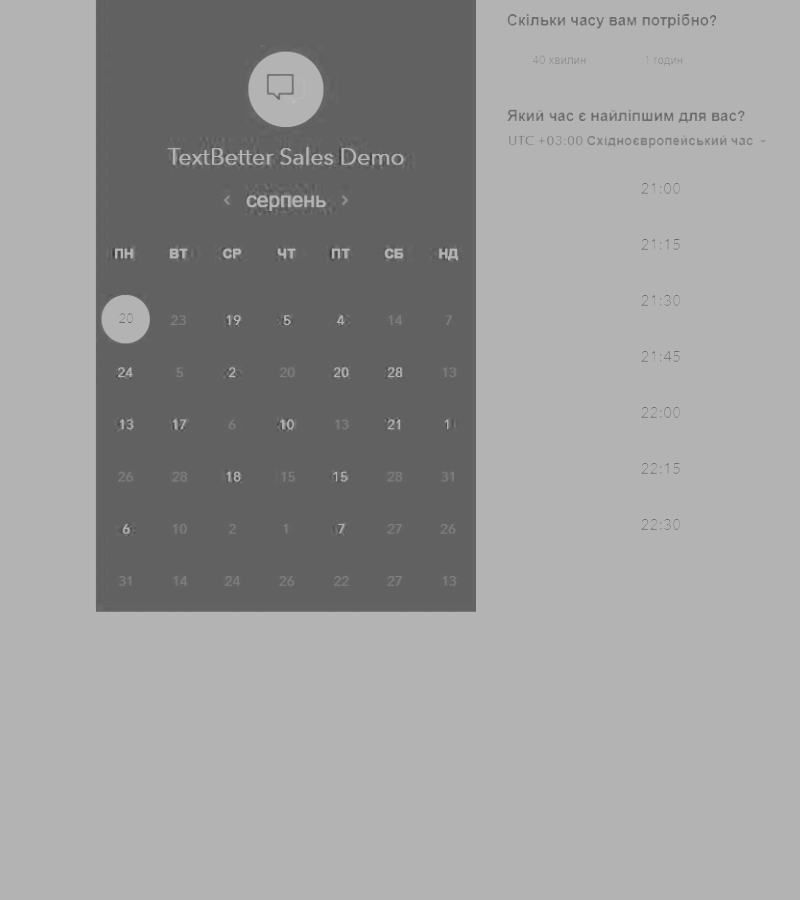 TextBetter Sales Demo
< серпень >
ПН ВТ СР ЧТ ПТ СБ НД
20 23 19 5 4 14 7
24 5 2 20 20 28 13
13 17 6 10 13 21 1
26 28 18 15 15 28 31
6 10 2 1 7 27 26
31 14 24 26 22 27 13
Скільки часу вам потрібно?
40 хвилин 1 годин
Який час є найліпшим для вас?
UTC +03:00 Східноєвропейський час
21:00
21:15
21:30
21:45
22:00
22:15
22:30